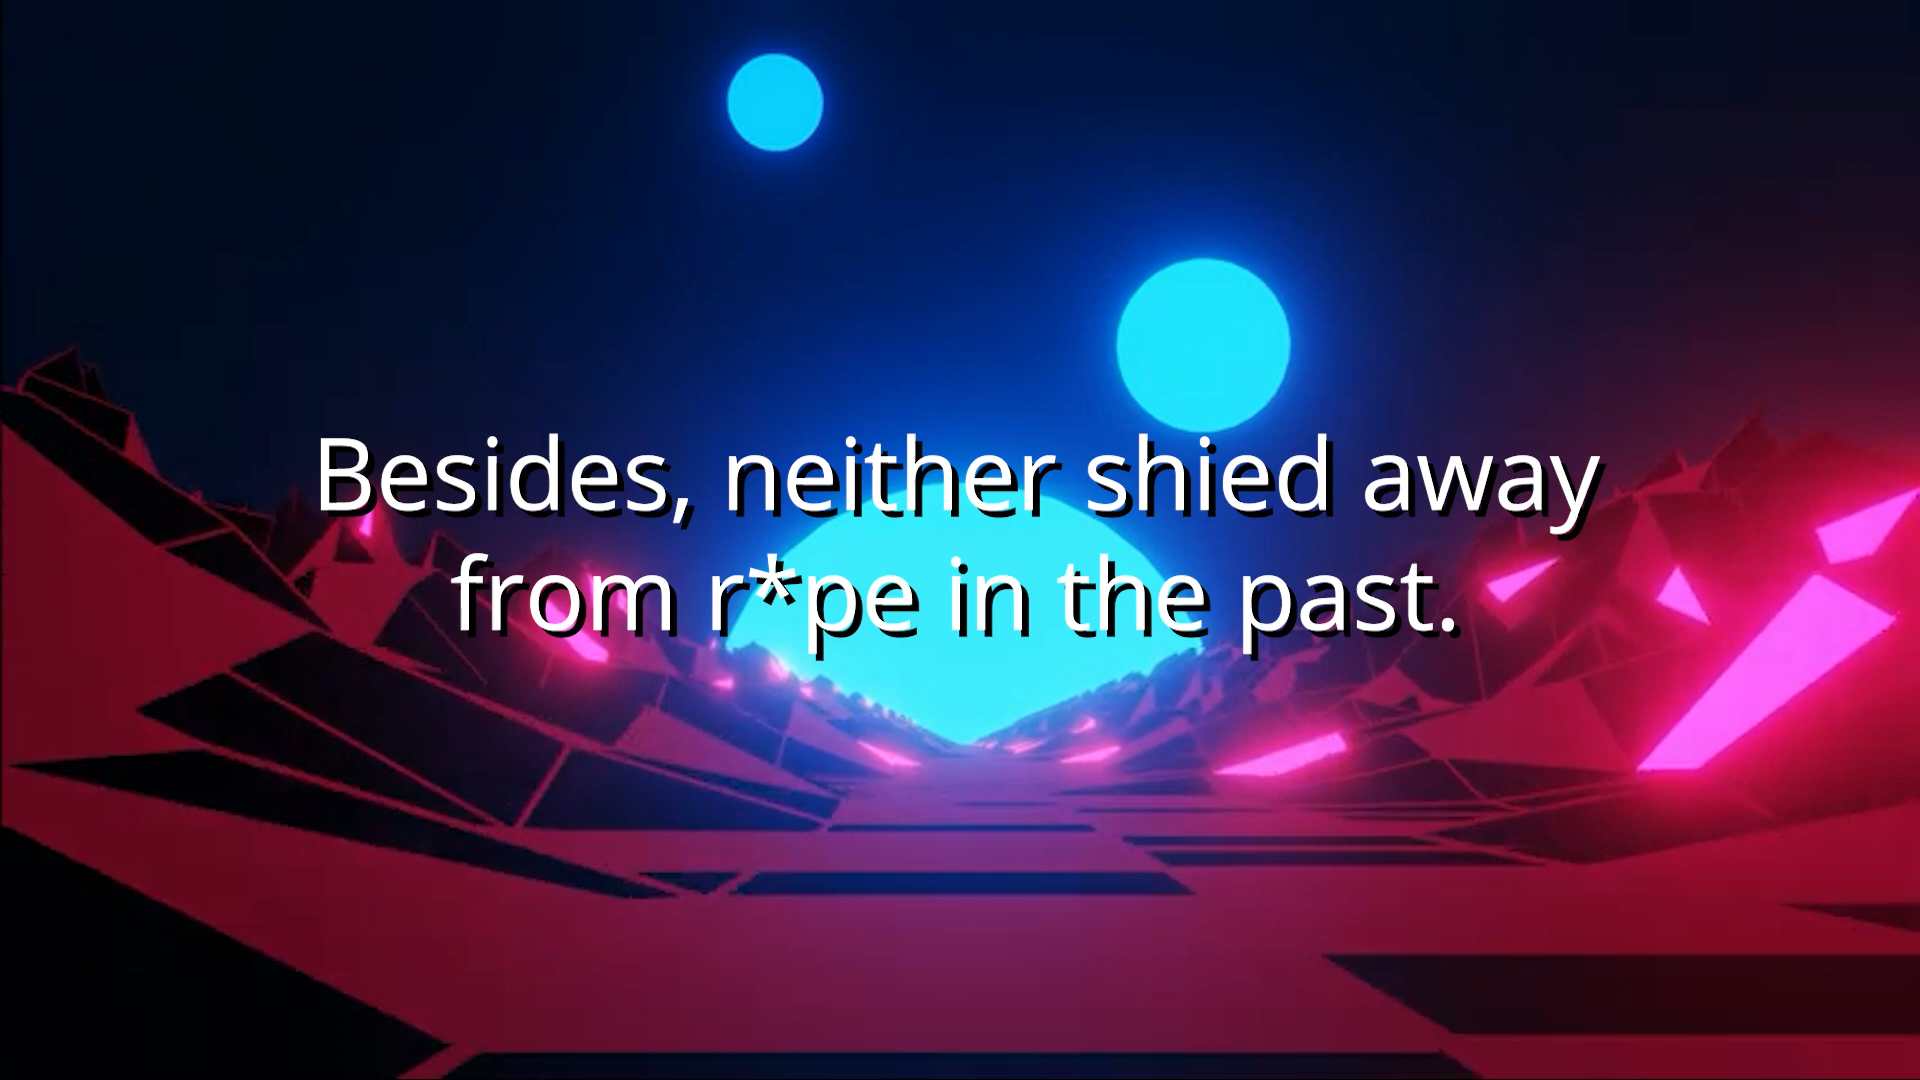 Besides, neither shied away
from r*pe in the past.